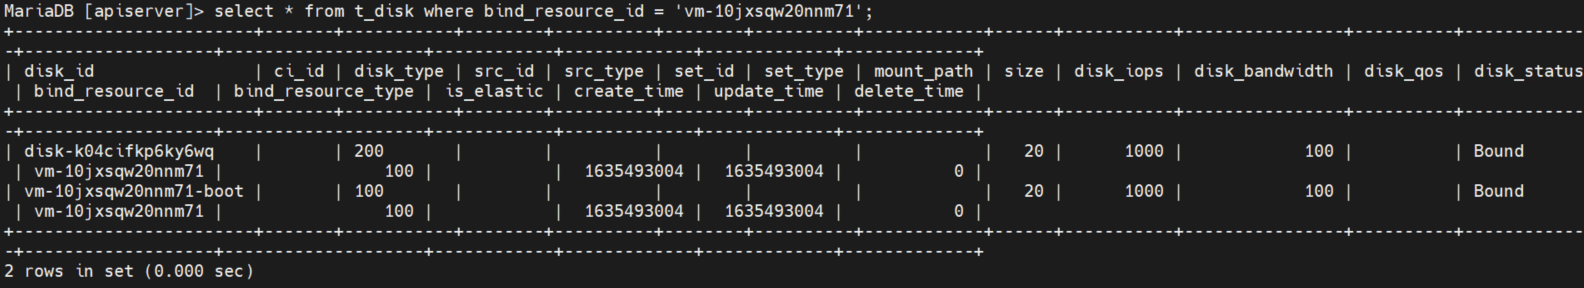 MariaDB [apiserver]> select * from t_disk where bind_resource_id = 'vm-10jxsqw20nnm71';
+------------------------+-------+-----------+--------+----------+--------+----------+------------+------+-----------+----------------+----------+------------
-+-------------------+--------------------+------------+-------------+-------------+-------------+
| disk_id                | ci_id | disk_type | src_id | src_type | set_id | set_type | mount_path | size | disk_iops | disk_bandwidth | disk_qos | disk_status
 | bind_resource_id  | bind_resource_type | is_elastic | create_time | update_time | delete_time |
+------------------------+-------+-----------+--------+----------+--------+----------+------------+------+-----------+----------------+----------+------------
-+-------------------+--------------------+------------+-------------+-------------+-------------+
| disk-k04cifkp6ky6wq    |       | 200       |        |          |        |          |            |   20 |      1000 |            100 |          | Bound
 | vm-10jxsqw20nnm71 |                100 |            |  1635493004 |  1635493004 |           0 |
| vm-10jxsqw20nnm71-boot |       | 100       |        |          |        |          |            |   20 |      1000 |            100 |          | Bound
 | vm-10jxsqw20nnm71 |                100 |            |  1635493004 |  1635493004 |           0 |
+------------------------+-------+-----------+--------+----------+--------+----------+------------+------+-----------+----------------+----------+------------
-+-------------------+--------------------+------------+-------------+-------------+-------------+
2 rows in set (0.000 sec)